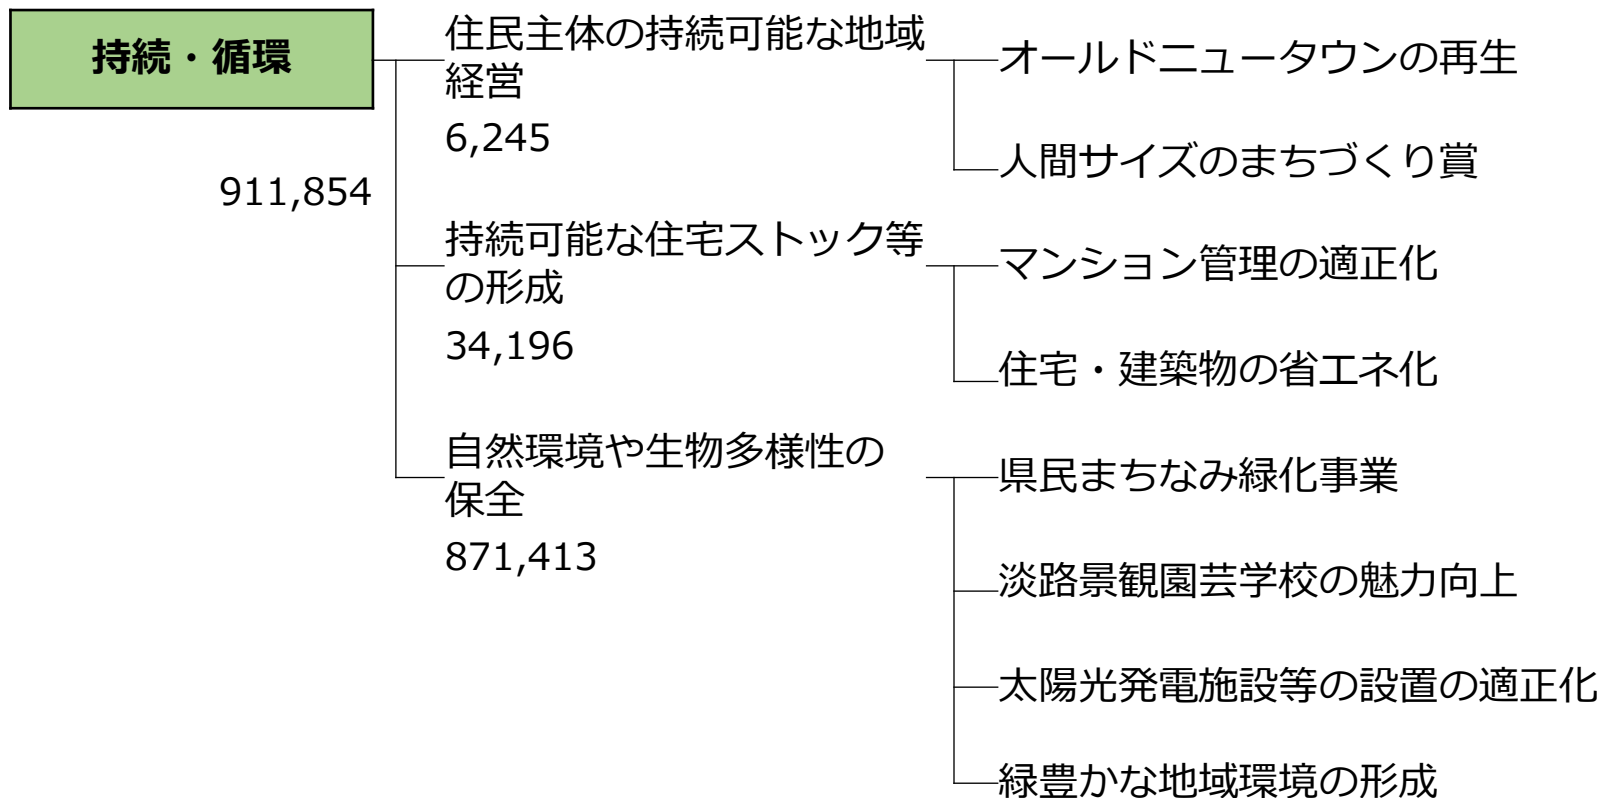 持続・循環
911,854
住民主体の持続可能な地域
経営
6,245
オールドニュータウンの再生
人間サイズのまちづくり賞
持続可能な住宅ストック等
の形成
34,196
マンション管理の適正化
住宅・建築物の省エネ化
自然環境や生物多様性の
保全
871,413
県民まちなみ緑化事業
淡路景観園芸学校の魅力向上
太陽光発電施設等の設置の適正化
緑豊かな地域環境の形成